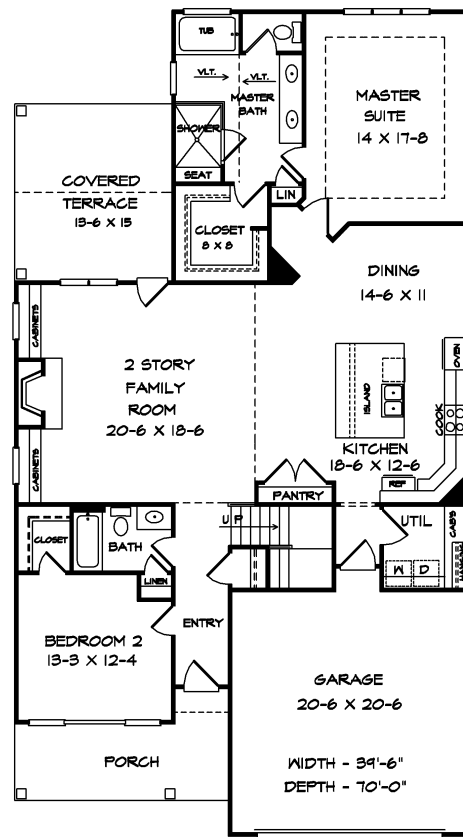 TUB
VLT.
VLT.
MASTER
BATH
MASTER
SUITE
14 X 17-8
SHOWER
SEAT
LIN
COVERED
TERRACE
13-6 X 15
CLOSET
8 X 8
DINING
14-6 X 11
CABINETS
2 STORY
FAMILY
ROOM
20-6 X 18-6
OVEN
ISLAND
COOK
KITCHEN
18-6 X 12-6
CABINETS
REF
PANTRY
UP
UTIL
CAB'S
CLOSET
BATH
W D
LINEN
ENTRY
BEDROOM 2
13-3 X 12-4
GARAGE
20-6 X 20-6
PORCH
WIDTH - 39'-6"
DEPTH - 70'-0"